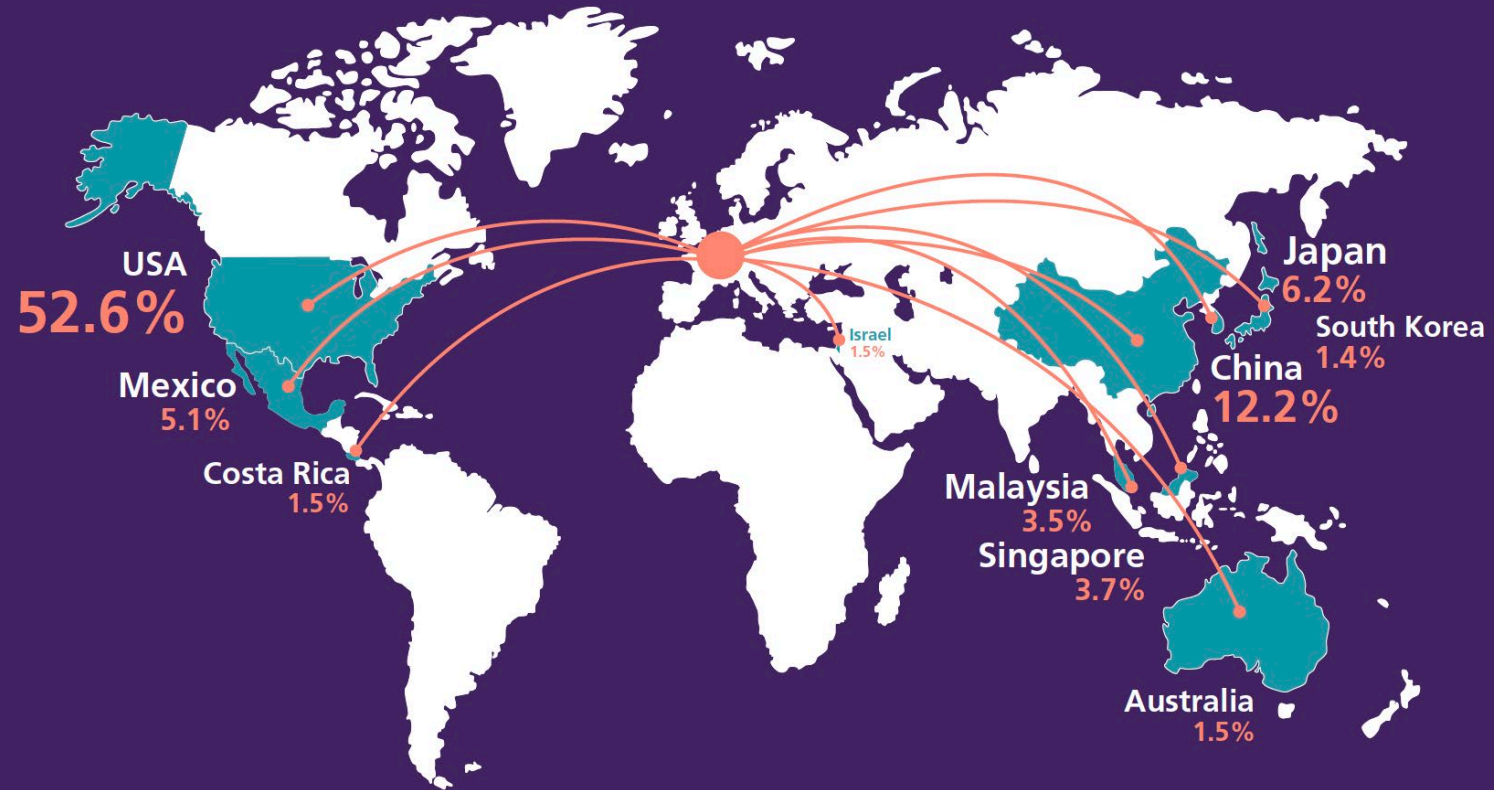 USA
52.6%
Mexico
5.1%
Costa Rica
1.5%
Israel
1.5%
Japan
6.2%
South Korea
1.4%
China
12.2%
Malaysia
3.5%
Singapore
3.7%
Australia
1.5%